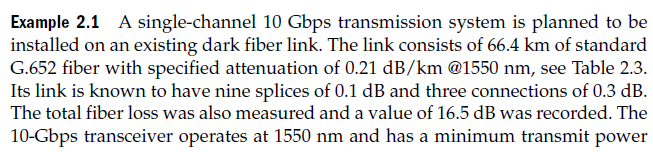 Example 2.1 A single-channel 10 Gbps transmission system is planned to be
installed on an existing dark fiber link. The link consists of 66.4 km of standard
G.652 fiber with specified attenuation of 0.21 dB/km @1550 nm, see Table 2.3.
Its link is known to have nine splices of 0.1 dB and three connections of 0.3 dB.
The total fiber loss was also measured and a value of 16.5 dB was recorded. The
10-Gbps transceiver operates at 1550 nm and has a minimum transmit power